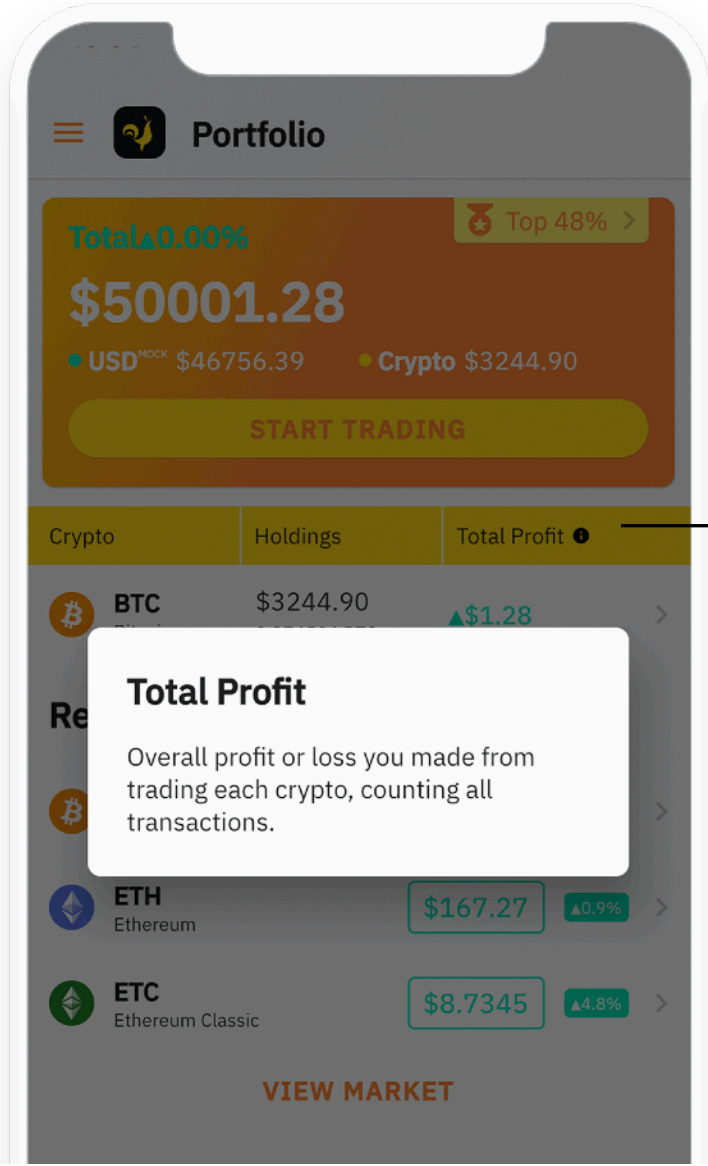 Portfolio
Total▲0.00%
Top 48%
$50001.28
USD MOCK $46756.39 Crypto $3244.90
START TRADING
Crypto Holdings Total Profit
BTC $3244.90 ▲$1.28
Re
Total Profit
Overall profit or loss you made from
trading each crypto, counting all
transactions.
ETH $167.27 ▲0.9%
Ethereum
ETC $8.7345 ▲4.8%
Ethereum Classic
VIEW MARKET